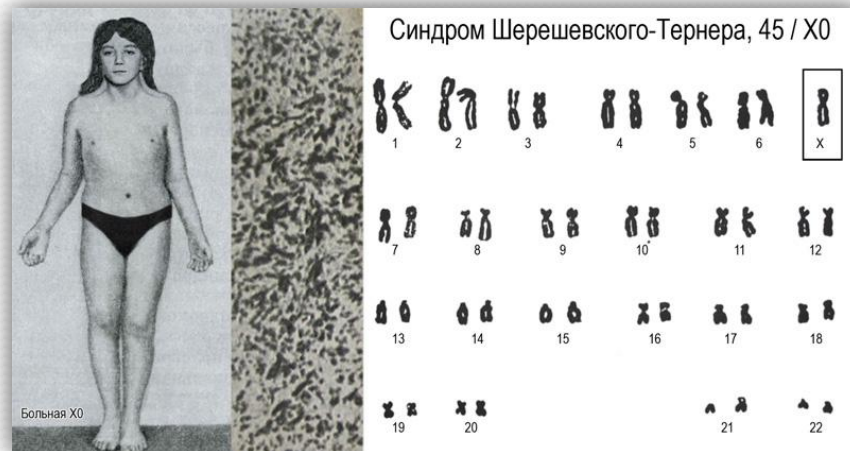 Синдром Шерешевского-Тернера, 45 / X0
1 2 3 4 5 6 X
7 8 9 10 11 12
13 14 15 16 17 18
Больная X0
19 20 21 22